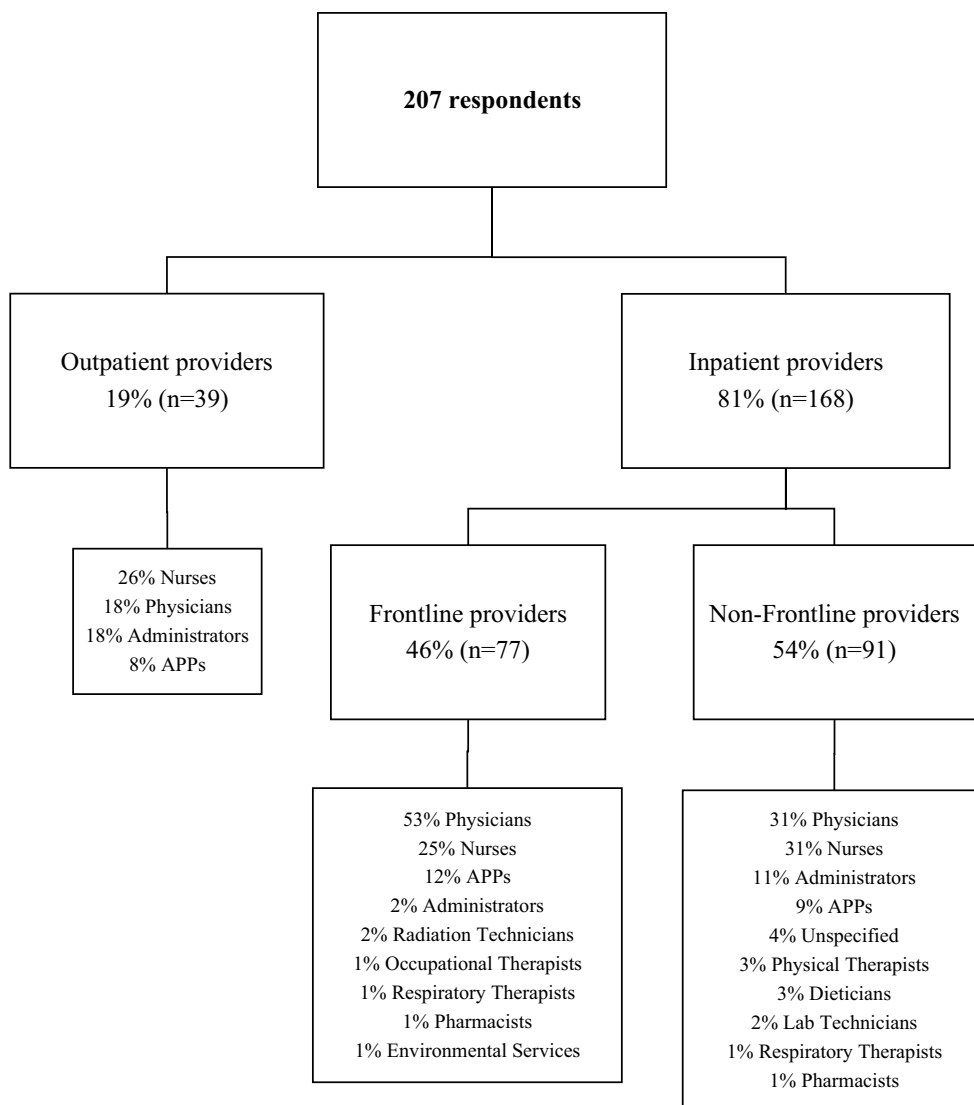 207 respondents
Outpatient providers
19% (n=39)
Inpatient providers
81% (n=168)
26% Nurses
18% Physicians
18% Administrators
8% APPs
Frontline providers
46% (n=77)
Non-Frontline providers
54% (n=91)
53% Physicians
25% Nurses
12% APPs
2% Administrators
2% Radiation Technicians
1% Occupational Therapists
1% Respiratory Therapists
1% Pharmacists
1% Environmental Services
31% Physicians
31% Nurses
11% Administrators
9% APPs
4% Unspecified
3% Physical Therapists
3% Dieticians
2% Lab Technicians
1% Respiratory Therapists
1% Pharmacists